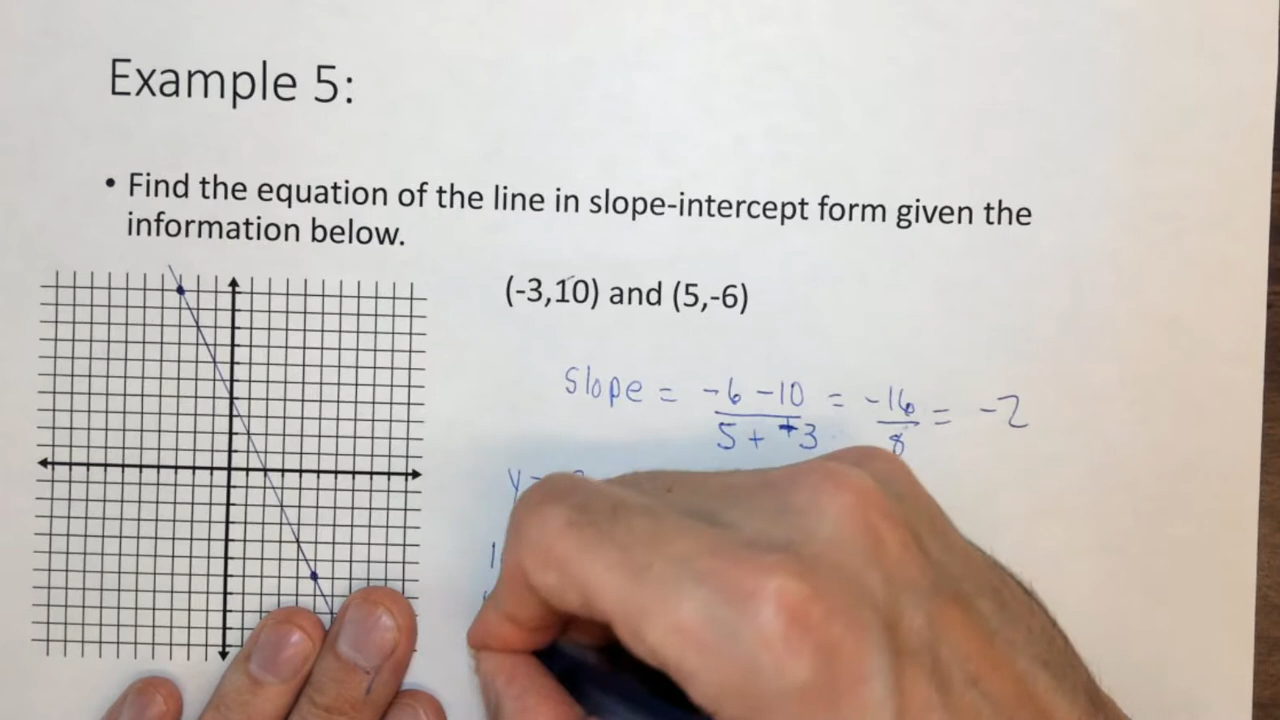 Example 5:
• Find the equation of the line in slope-intercept form given the
information below.
(-3,10) and (5,-6)
Slope = -6 -10 / 5 + +3 = -16 / 8 = -2
y =